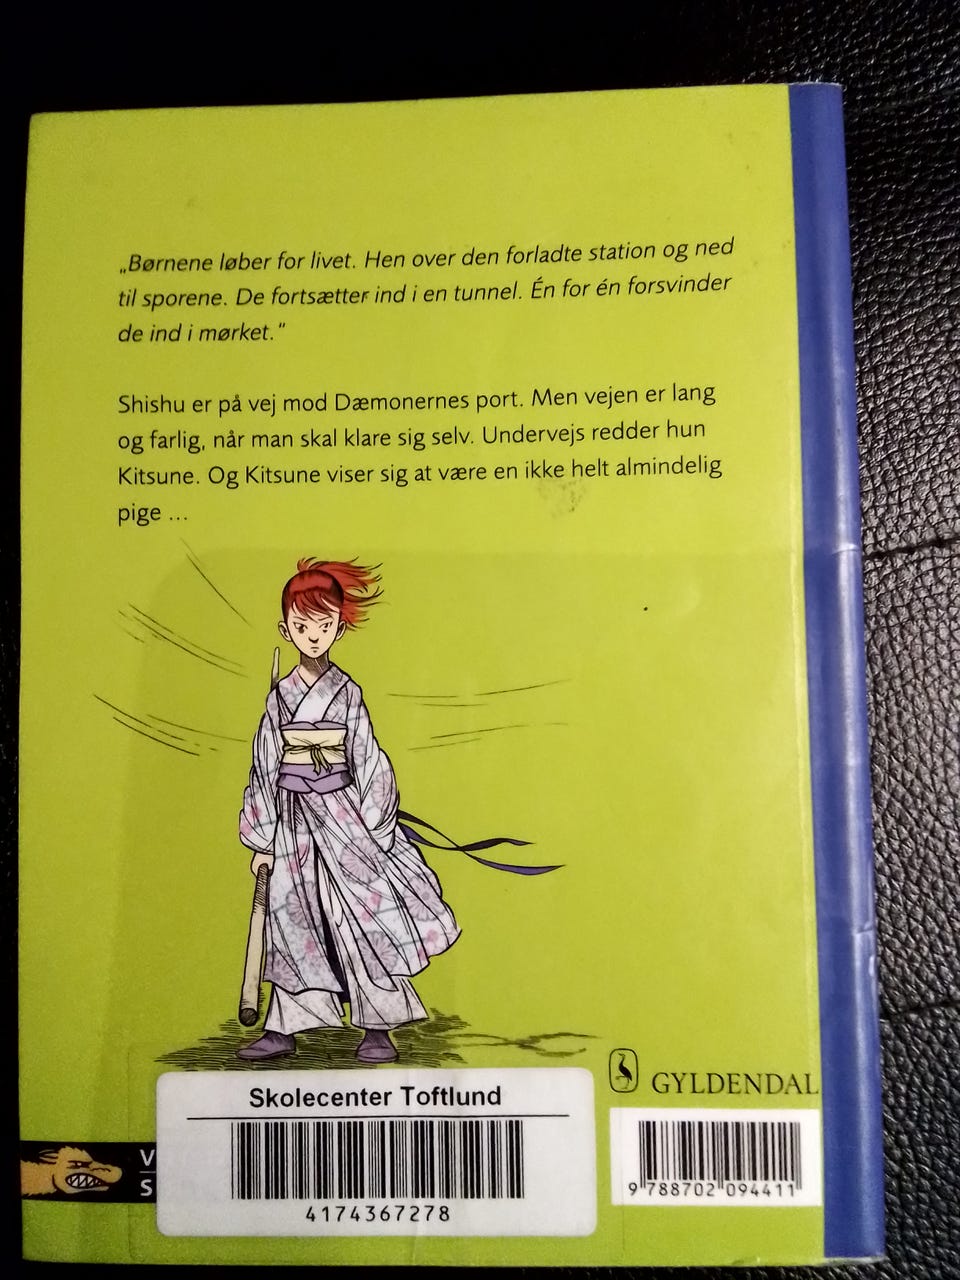 „Børnene løber for livet. Hen over den forladte station og ned
til sporene. De fortsætter ind i en tunnel. Én for én forsvinder
de ind i mørket."
Shishu er på vej mod Dæmonernes port. Men vejen er lang
og farlig, når man skal klare sig selv. Undervejs redder hun
Kitsune. Og Kitsune viser sig at være en ikke helt almindelig
pige ...
GYLDENDAL
Skolecenter Toftlund
4174367278
V
S
9 788702 094411